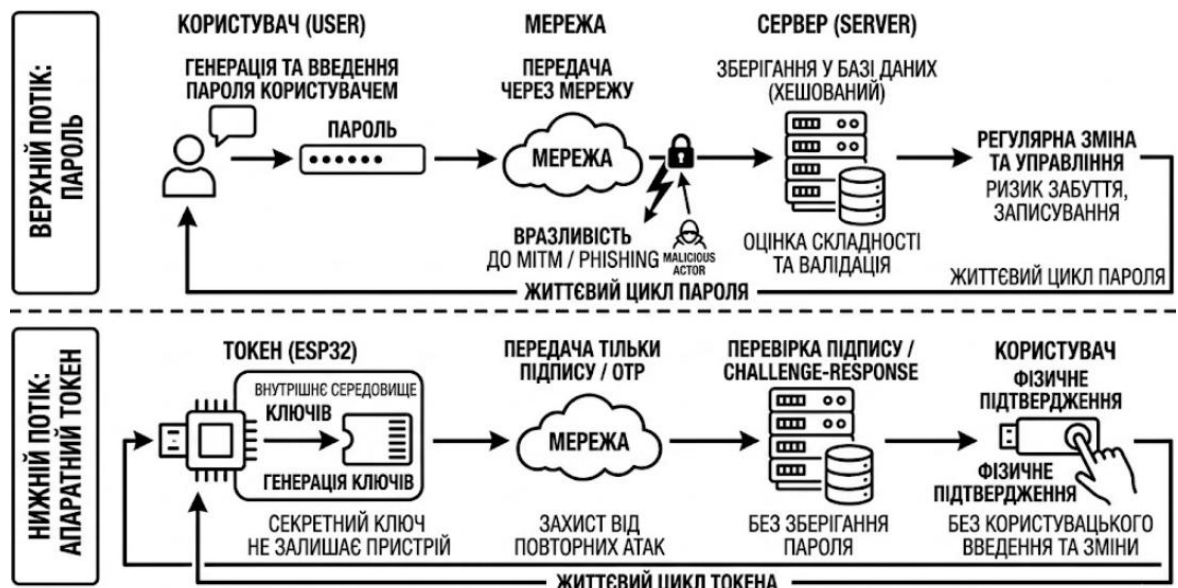 ВЕРХНІЙ ПОТІК:
ПАРОЛЬ
КОРИСТУВАЧ (USER)
МЕРЕЖА
СЕРВЕР (SERVER)
ГЕНЕРАЦІЯ ТА ВВЕДЕННЯ
ПАРОЛЯ КОРИСТУВАЧЕМ
ПЕРЕДАЧА
ЧЕРЕЗ МЕРЕЖУ
ЗБЕРІГАННЯ У БАЗІ ДАНИХ
(ХЕШОВАНИЙ)
ПАРОЛЬ
МЕРЕЖА
РЕГУЛЯРНА ЗМІНА
ТА УПРАВЛІННЯ
РИЗИК ЗАБУТТЯ,
ЗАПИСУВАННЯ
ВРАЗЛИВІСТЬ
ДО MITM / PHISHING
MALICIOUS
ACTOR
ОЦІНКА СКЛАДНОСТІ
ТА ВАЛІДАЦІЯ
ЖИТТЄВИЙ ЦИКЛ ПАРОЛЯ
ЖИТТЄВИЙ ЦИКЛ ПАРОЛЯ
НИЖНІЙ ПОТІК:
АПАРАТНИЙ ТОКЕН
ТОКЕН (ESP32)
ПЕРЕДАЧА ТІЛЬКИ
ПІДПИСУ / OTP
ПЕРЕВІРКА ПІДПИСУ /
CHALLENGE-RESPONSE
КОРИСТУВАЧ
ФІЗИЧНЕ
ПІДТВЕРДЖЕННЯ
ВНУТРІШНЄ СЕРЕДОВИЩЕ
КЛЮЧІВ
ГЕНЕРАЦІЯ КЛЮЧІВ
МЕРЕЖА
ФІЗИЧНЕ
ПІДТВЕРДЖЕННЯ
СЕКРЕТНИЙ КЛЮЧ
НЕ ЗАЛИШАЄ ПРИСТРІЙ
ЗАХИСТ ВІД
ПОВТОРНИХ АТАК
БЕЗ ЗБЕРІГАННЯ
ПАРОЛЯ
БЕЗ КОРИСТУВАЦЬКОГО
ВВЕДЕННЯ ТА ЗМІНИ
ЖИТТЄВИЙ ЦИКЛ ТОКЕНА